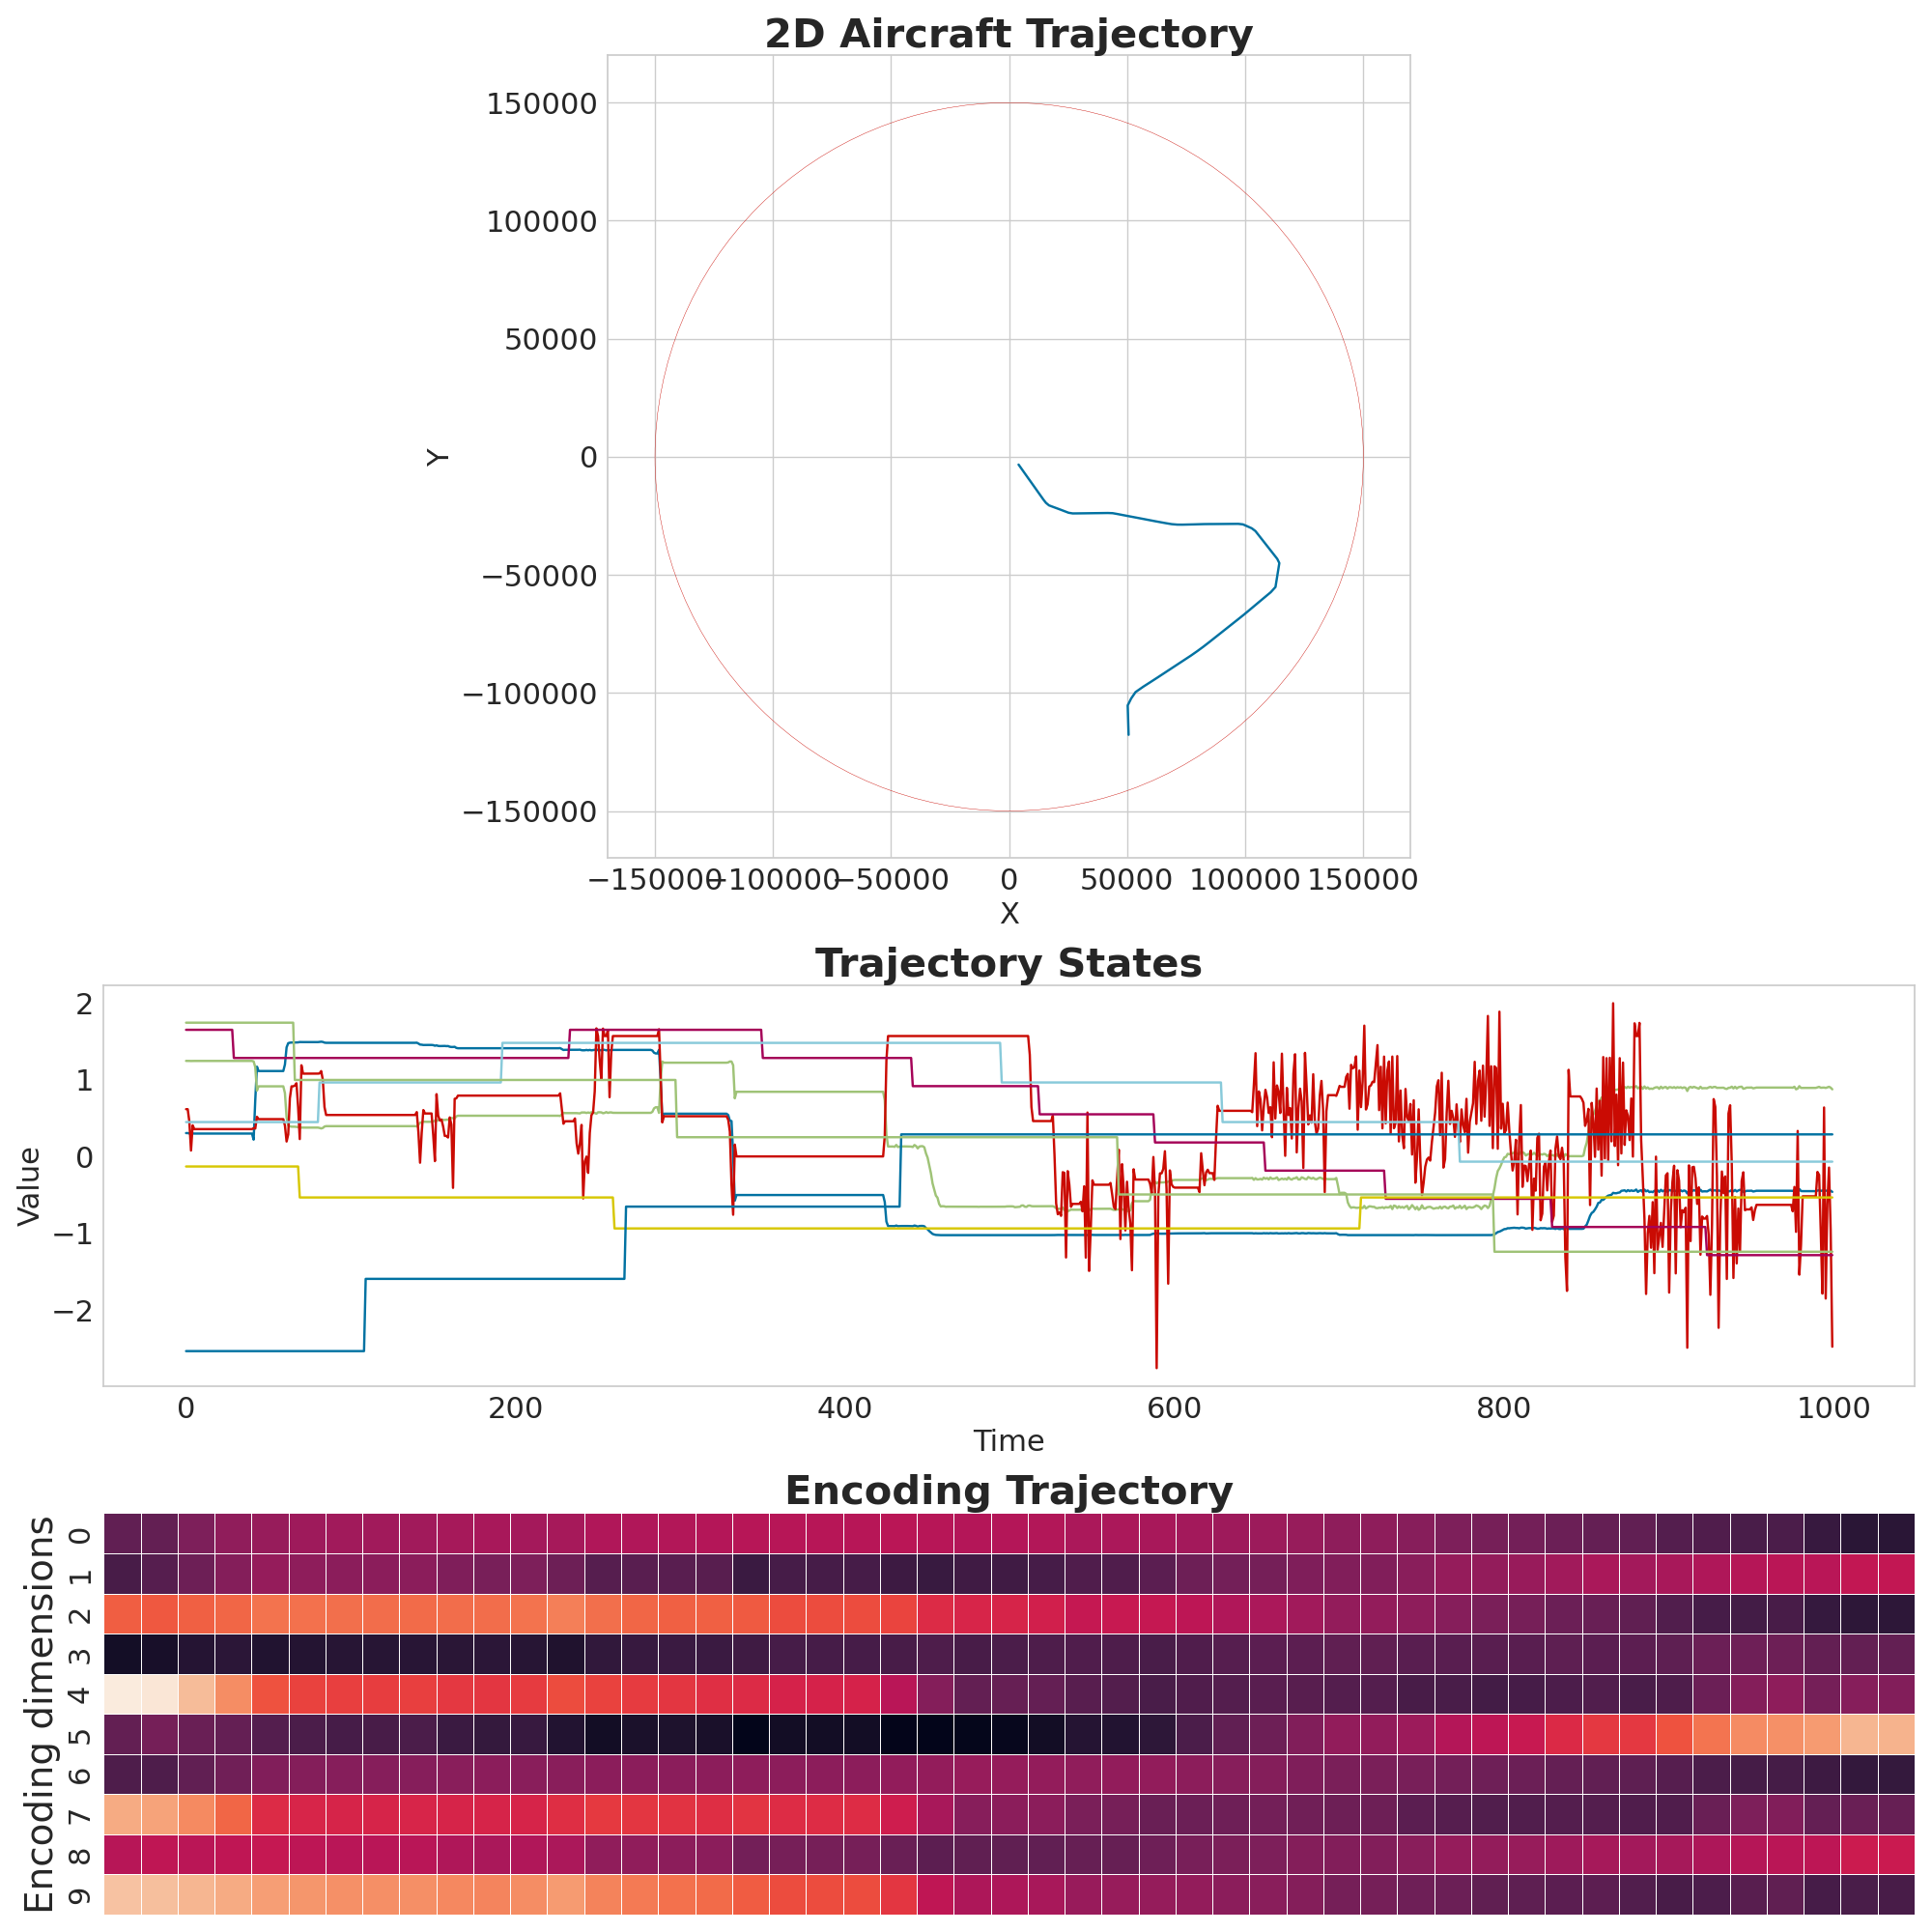 2D Aircraft Trajectory
150000
100000
50000
0
−50000
−100000
−150000
Y
−150000 −100000 −50000 0 50000 100000 150000
X
Trajectory States
2
1
0
−1
−2
Value
0 200 400 600 800 1000
Time
Encoding Trajectory
0
1
2
3
4
5
6
7
8
9
Encoding dimensions